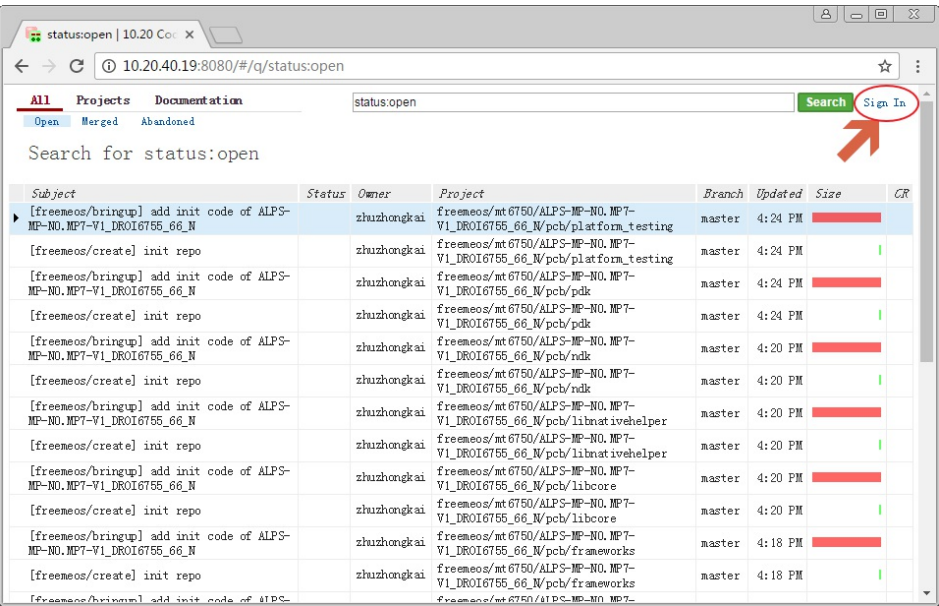 status:open | 10.20 Coc
10.20.40.19:8080/#/q/status:open
All Projects Documentation
status:open
Search
Sign In
Open Merged Abandoned
Search for status:open
Subject Status Owner Project Branch Updated Size CR
[freemeos/bringup] add init code of ALPS-
MP-N0.MP7-V1_DROI6755_66_N
zhuzhongkai
freemeos/mt6750/ALPS-MP-N0.MP7-
V1_DROI6755_66_N/pcb/platform_testing
master 4:24 PM
[freemeos/create] init repo
zhuzhongkai
freemeos/mt6750/ALPS-MP-N0.MP7-
V1_DROI6755_66_N/pcb/platform_testing
master 4:24 PM
[freemeos/bringup] add init code of ALPS-
MP-N0.MP7-V1_DROI6755_66_N
zhuzhongkai
freemeos/mt6750/ALPS-MP-N0.MP7-
V1_DROI6755_66_N/pcb/pdk
master 4:24 PM
[freemeos/create] init repo
zhuzhongkai
freemeos/mt6750/ALPS-MP-N0.MP7-
V1_DROI6755_66_N/pcb/pdk
master 4:24 PM
[freemeos/bringup] add init code of ALPS-
MP-N0.MP7-V1_DROI6755_66_N
zhuzhongkai
freemeos/mt6750/ALPS-MP-N0.MP7-
V1_DROI6755_66_N/pcb/ndk
master 4:20 PM
[freemeos/create] init repo
zhuzhongkai
freemeos/mt6750/ALPS-MP-N0.MP7-
V1_DROI6755_66_N/pcb/ndk
master 4:20 PM
[freemeos/bringup] add init code of ALPS-
MP-N0.MP7-V1_DROI6755_66_N
zhuzhongkai
freemeos/mt6750/ALPS-MP-N0.MP7-
V1_DROI6755_66_N/pcb/libnativehelper
master 4:20 PM
[freemeos/create] init repo
zhuzhongkai
freemeos/mt6750/ALPS-MP-N0.MP7-
V1_DROI6755_66_N/pcb/libnativehelper
master 4:20 PM
[freemeos/bringup] add init code of ALPS-
MP-N0.MP7-V1_DROI6755_66_N
zhuzhongkai
freemeos/mt6750/ALPS-MP-N0.MP7-
V1_DROI6755_66_N/pcb/libcore
master 4:20 PM
[freemeos/create] init repo
zhuzhongkai
freemeos/mt6750/ALPS-MP-N0.MP7-
V1_DROI6755_66_N/pcb/libcore
master 4:20 PM
[freemeos/bringup] add init code of ALPS-
MP-N0.MP7-V1_DROI6755_66_N
zhuzhongkai
freemeos/mt6750/ALPS-MP-N0.MP7-
V1_DROI6755_66_N/pcb/frameworks
master 4:18 PM
[freemeos/create] init repo
zhuzhongkai
freemeos/mt6750/ALPS-MP-N0.MP7-
V1_DROI6755_66_N/pcb/frameworks
master 4:18 PM
[freemeos/bringup] add init code of ALPS-
freemeos/mt6750/ALPS-MP-N0.MP7-